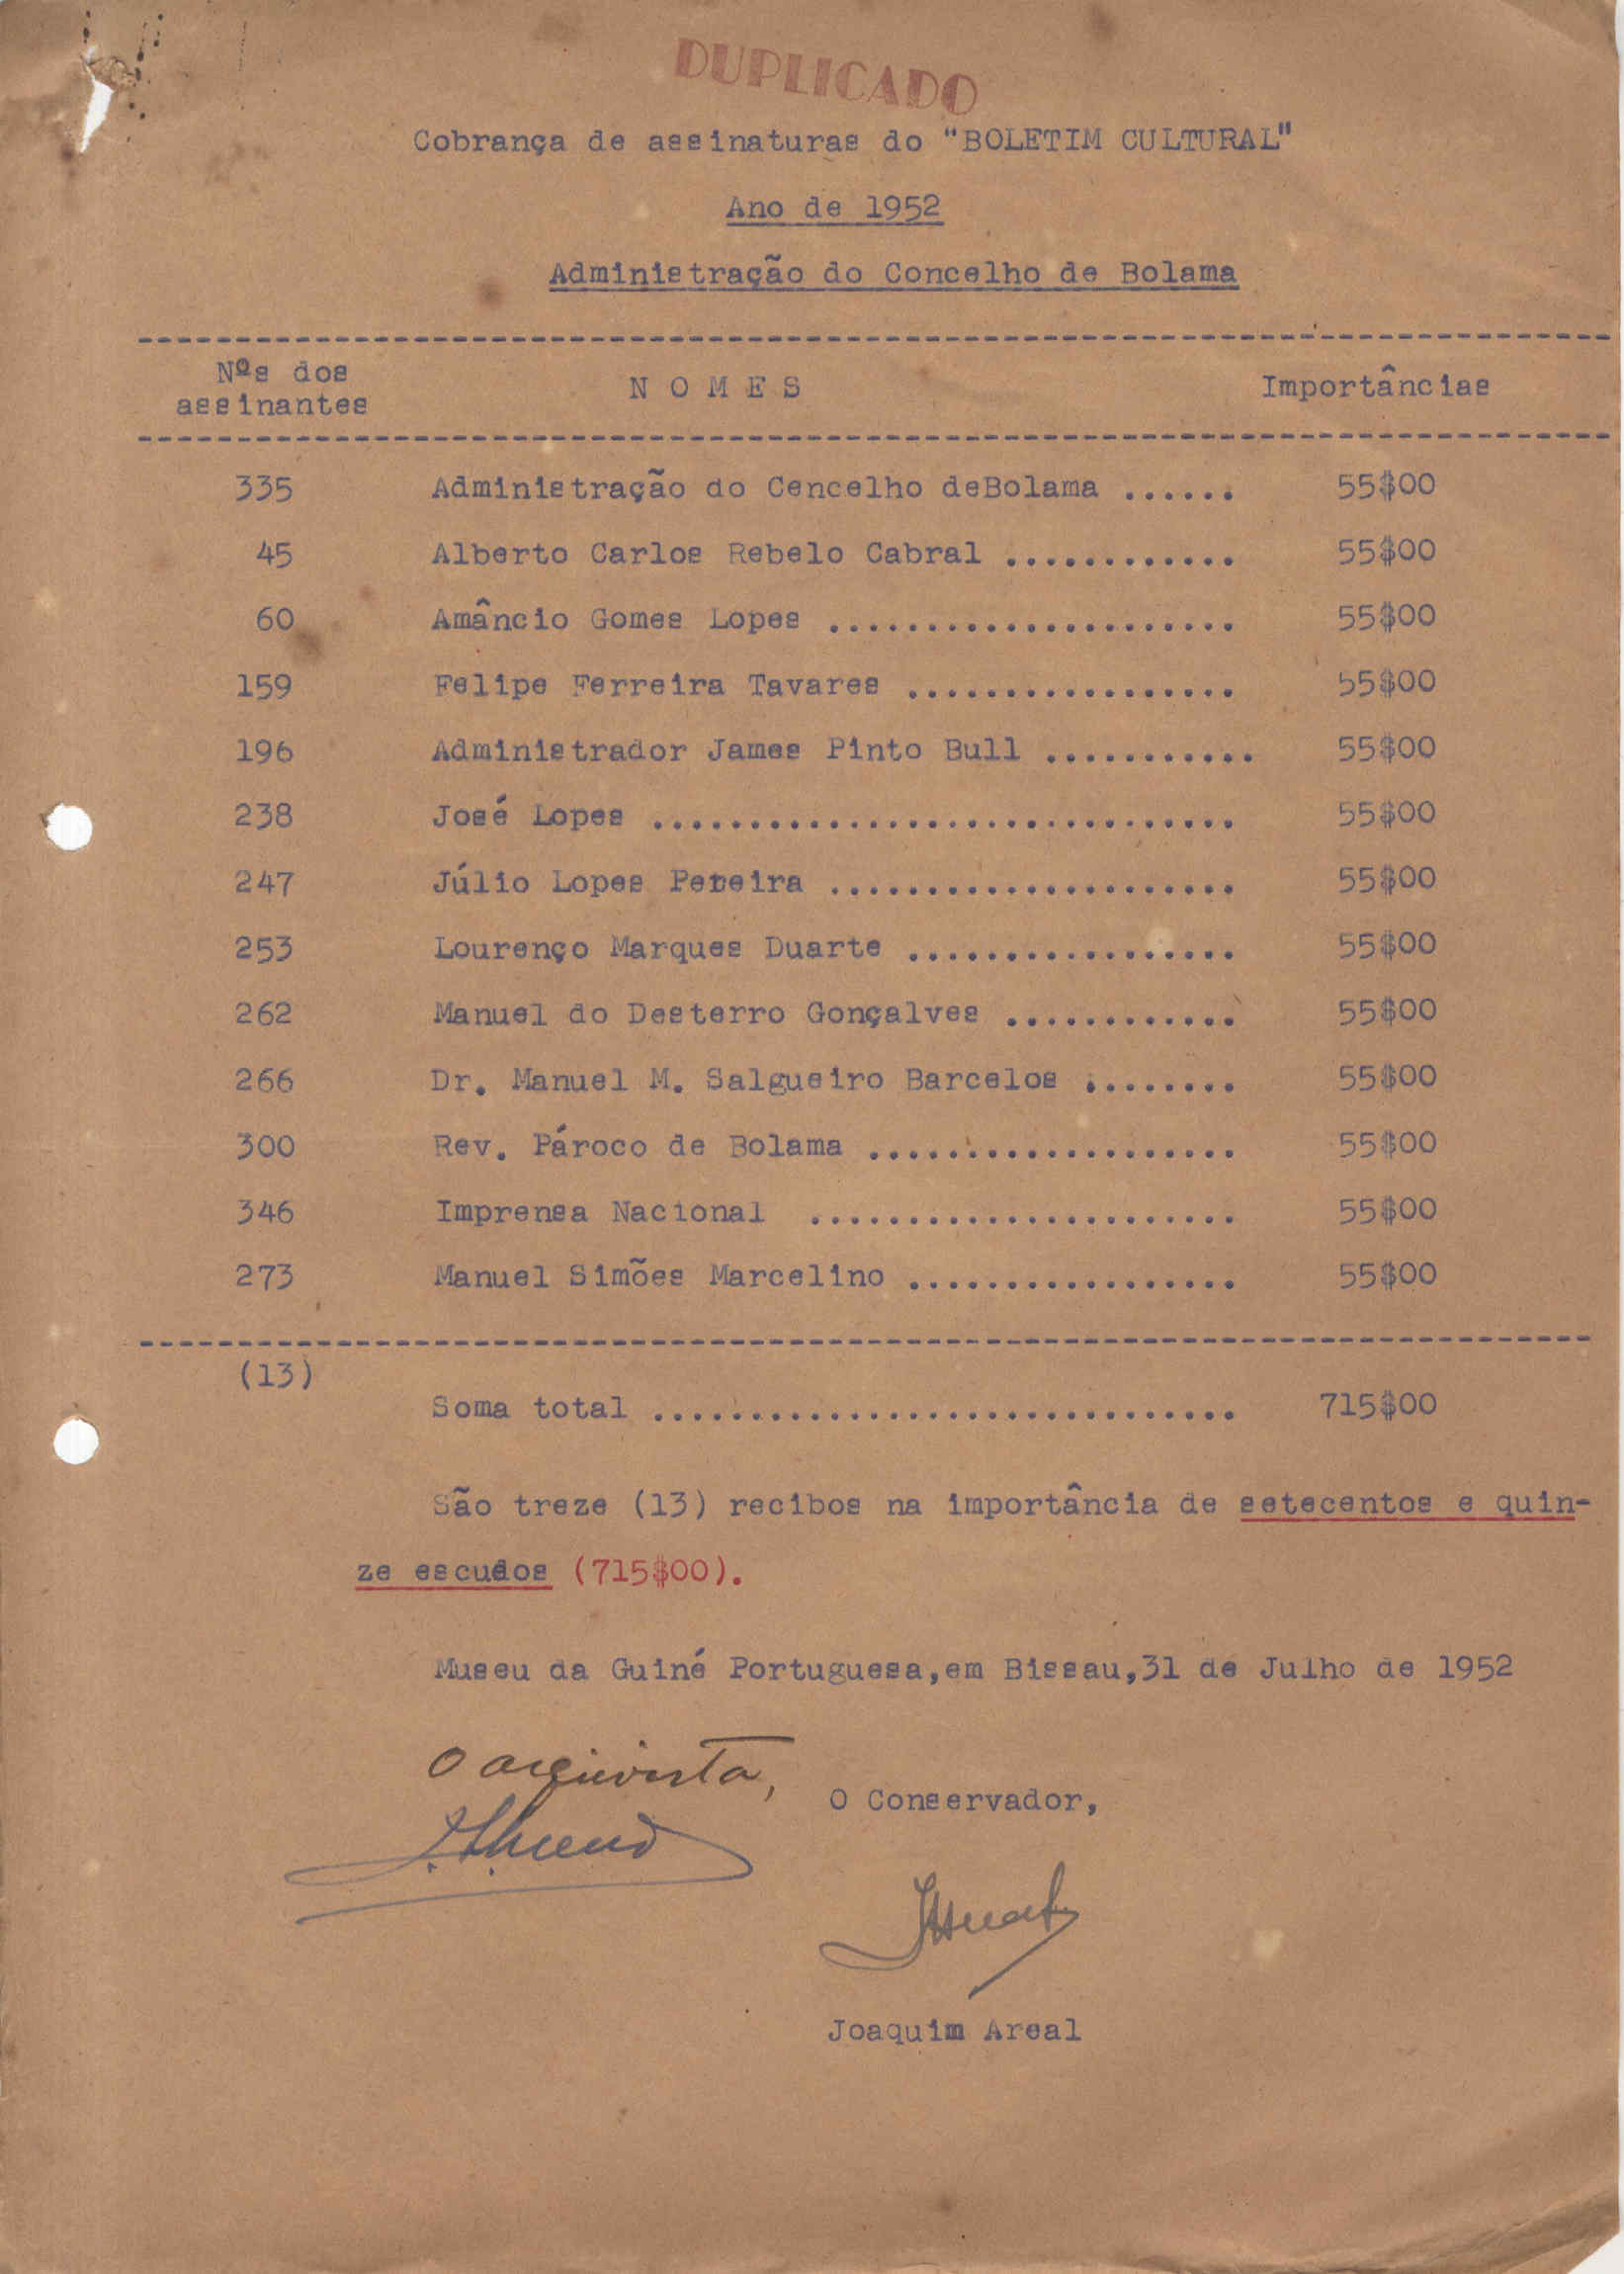 DUPLICADO
Cobrança de assinaturas do "BOLETIM CULTURAL"
Ano de 1952
Administração do Concelho de Bolama
Nºs dos
assinantes
N O M E S
Importâncias
335 Administração do Cencelho deBolama ...... 55$00
45 Alberto Carlos Rebelo Cabral ............ 55$00
60 Amâncio Gomes Lopes ..................... 55$00
159 Felipe Ferreira Tavares ................. 55$00
196 Administrador James Pinto Bull ........... 55$00
238 José Lopes .............................. 55$00
247 Júlio Lopes Pereira ..................... 55$00
253 Lourenço Marques Duarte ................. 55$00
262 Manuel do Desterro Gonçalves ............ 55$00
266 Dr. Manuel M. Salgueiro Barcelos ........ 55$00
300 Rev. Pároco de Bolama ................... 55$00
346 Imprensa Nacional ...................... 55$00
273 Manuel Simões Marcelino ................. 55$00
(13)
Soma total .............................. 715$00
São treze (13) recibos na importância de setecentos e quin-
ze escudos (715$00).
Museu da Guiné Portuguesa,em Bissau,31 de Julho de 1952
O arquivista,
O Conservador,
Joaquim Areal